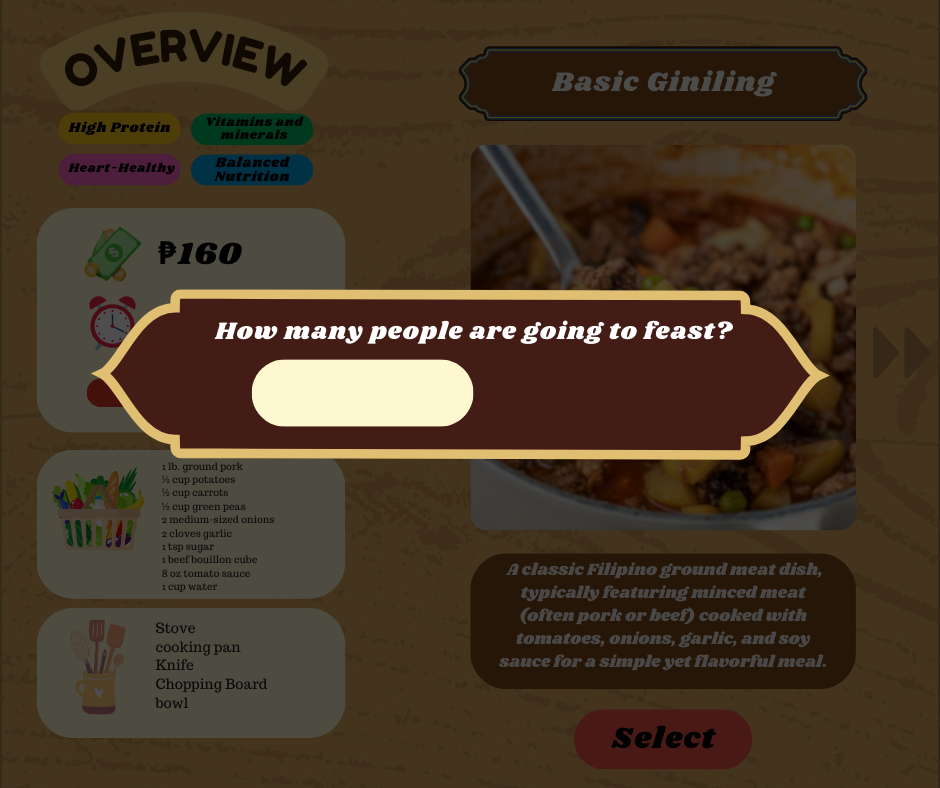 OVERVIEW
High Protein
Vitamins and
minerals
Heart-Healthy
Balanced
Nutrition
₱160
1 lb. ground pork
½ cup potatoes
½ cup carrots
½ cup green peas
2 medium-sized onions
2 cloves garlic
1 tsp sugar
1 beef bouillon cube
8 oz tomato sauce
1 cup water
Stove
cooking pan
Knife
Chopping Board
bowl
How many people are going to feast?
Basic Giniling
A classic Filipino ground meat dish,
typically featuring minced meat
(often pork or beef) cooked with
tomatoes, onions, garlic, and soy
sauce for a simple yet flavorful meal.
Select